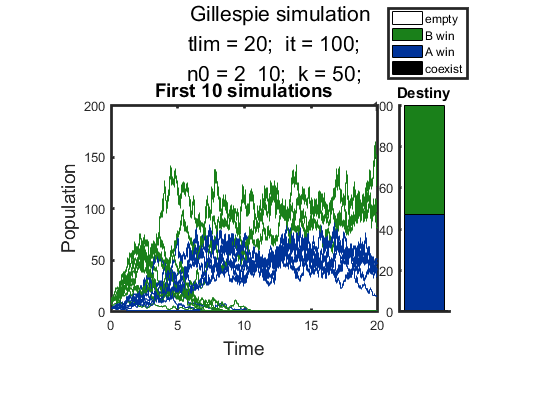 Gillespie simulation
tlim = 20;  it = 100;
n0 = 2  10;  k = 50;
empty
B win
A win
coexist
First 10 simulations
Destiny
200
150
100
50
0
Population
0 5 10 15 20
Time
100
80
60
40
20
0